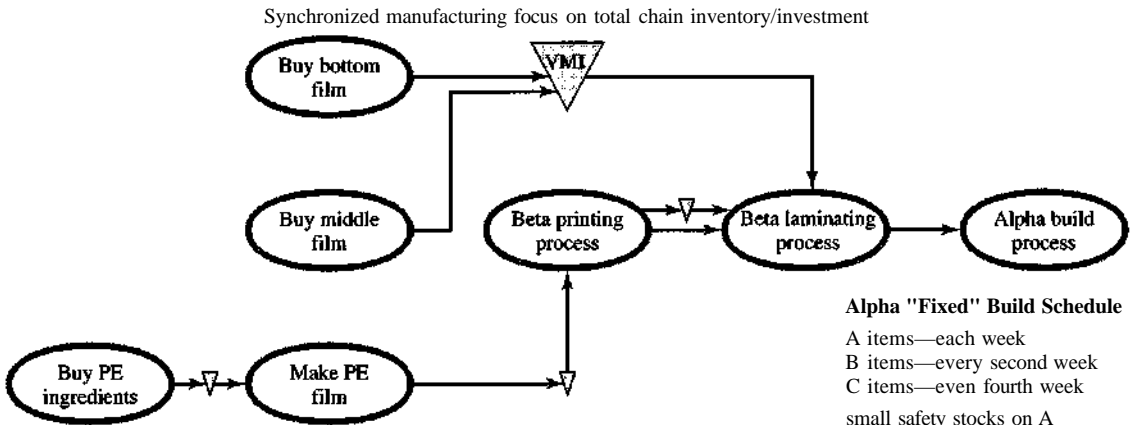 Synchronized manufacturing focus on total chain inventory/investment
Buy bottom
film
VMI
Buy middle
film
Beta printing
process
Beta laminating
process
Alpha build
process
Buy PE
ingredients
Make PE
film
Alpha "Fixed" Build Schedule
A items—each week
B items—every second week
C items—even fourth week
small safety stocks on A